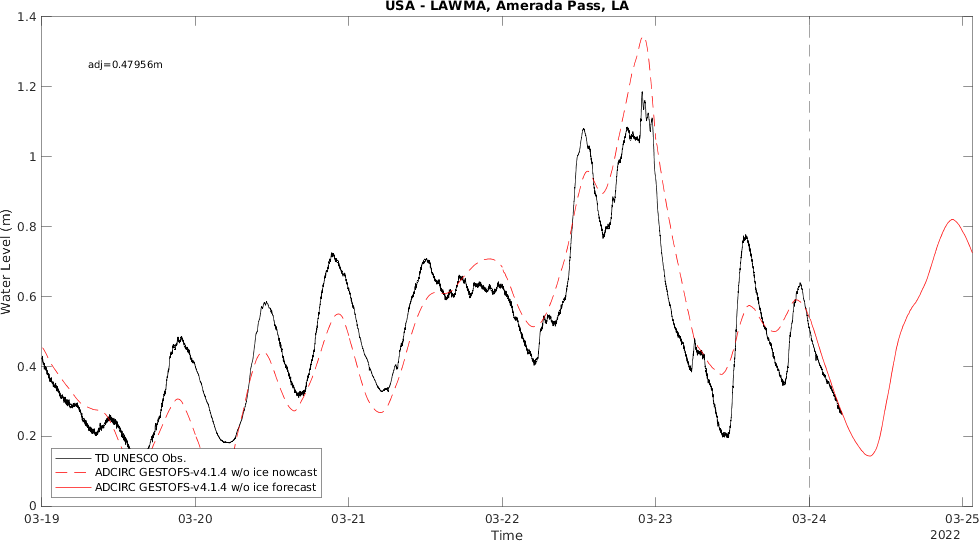 USA - LAWMA, Amerada Pass, LA
1.4
adj=0.47956m
1.2
1
0.8
Water Level (m)
0.6
0.4
0.2
TD UNESCO Obs.
ADCIRC GESTOFS-v4.1.4 w/o ice nowcast
ADCIRC GESTOFS-v4.1.4 w/o ice forecast
0
03-19 03-20 03-21 03-22 03-23 03-24 03-25
Time
2022